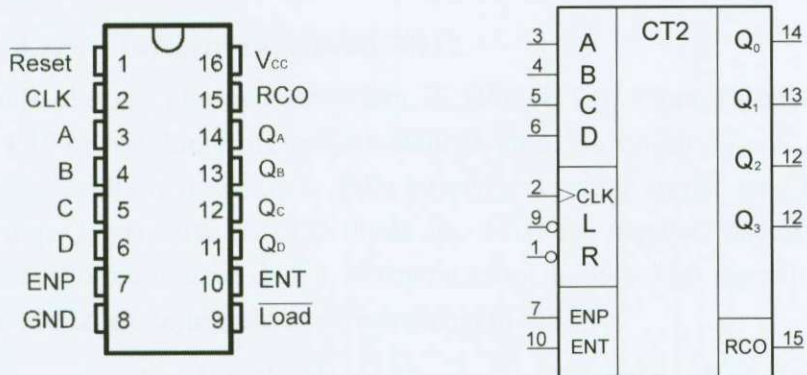 Reset 1 16 Vcc
CLK 2 15 RCO
A 3 14 QA
B 4 13 QB
C 5 12 QC
D 6 11 QD
ENP 7 10 ENT
GND 8 9 Load
CT2
3 A Q0 14
4 B
5 C Q1 13
6 D
Q2 12
2 CLK
9 L Q3 12
1 R
7 ENP
10 ENT RCO 15